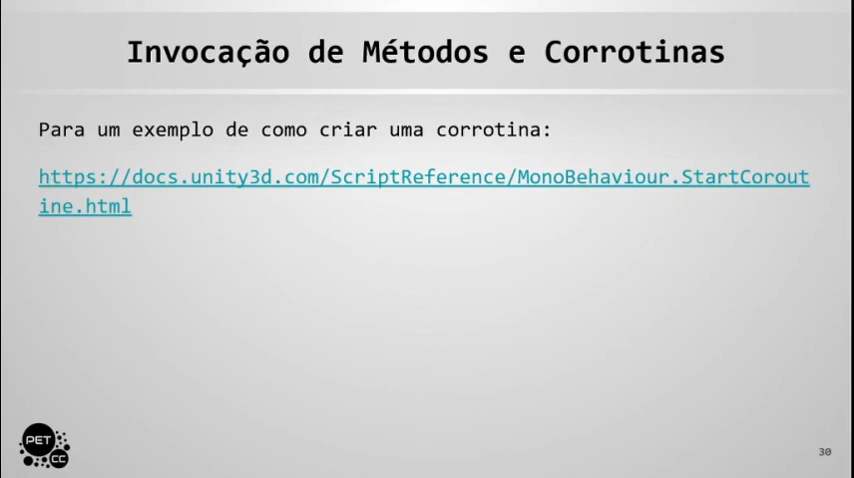 Invocação de Métodos e Corrotinas
Para um exemplo de como criar uma corrotina:
https://docs.unity3d.com/ScriptReference/MonoBehaviour.StartCorout
ine.html
PET
CC
30